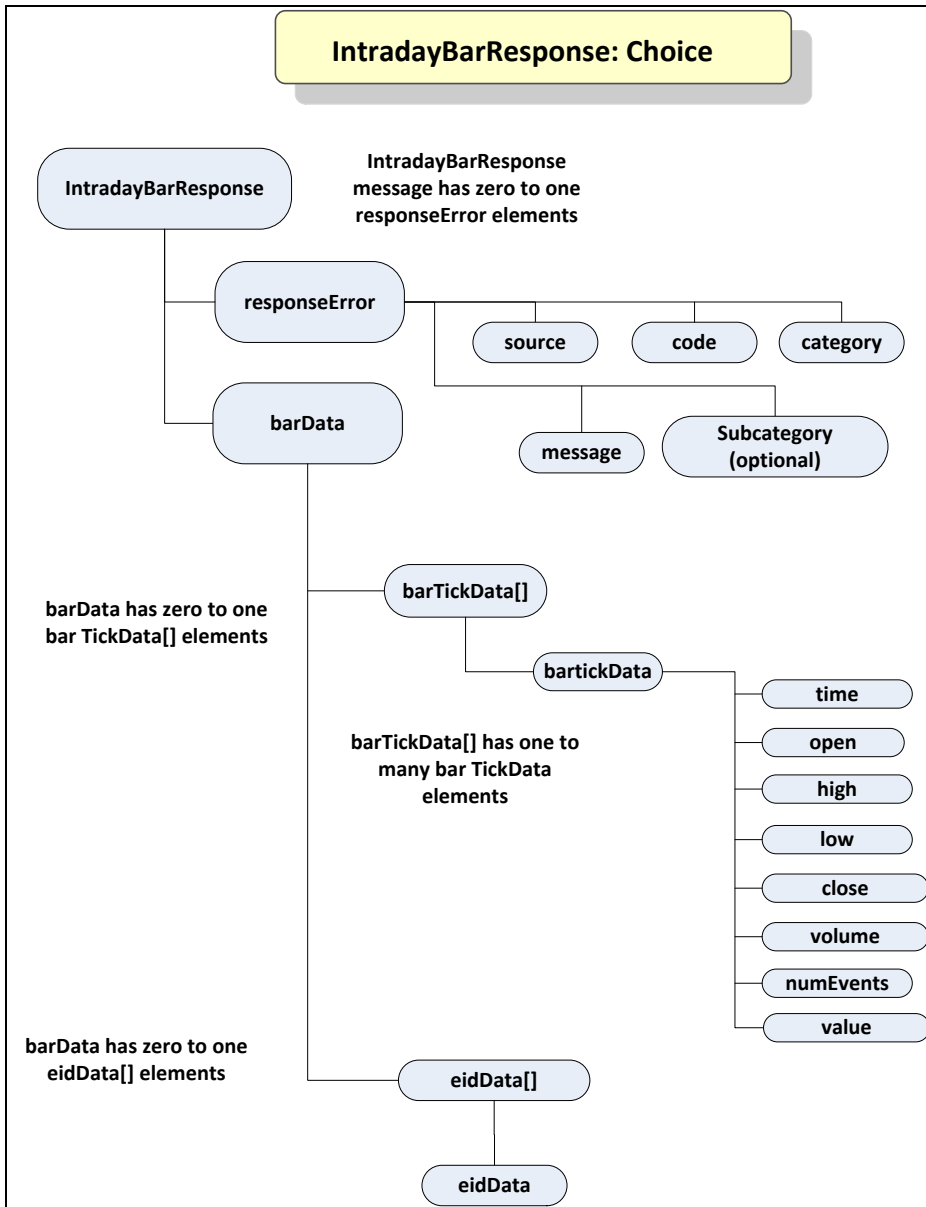 IntradayBarResponse: Choice
IntradayBarResponse
IntradayBarResponse
message has zero to one
responseError elements
responseError
source
code
category
barData
message
Subcategory
(optional)
barTickData[]
barData has zero to one
bar TickData[] elements
bartickData
time
open
high
low
close
volume
numEvents
value
barTickData[] has one to
many bar TickData
elements
barData has zero to one
eidData[] elements
eidData[]
eidData